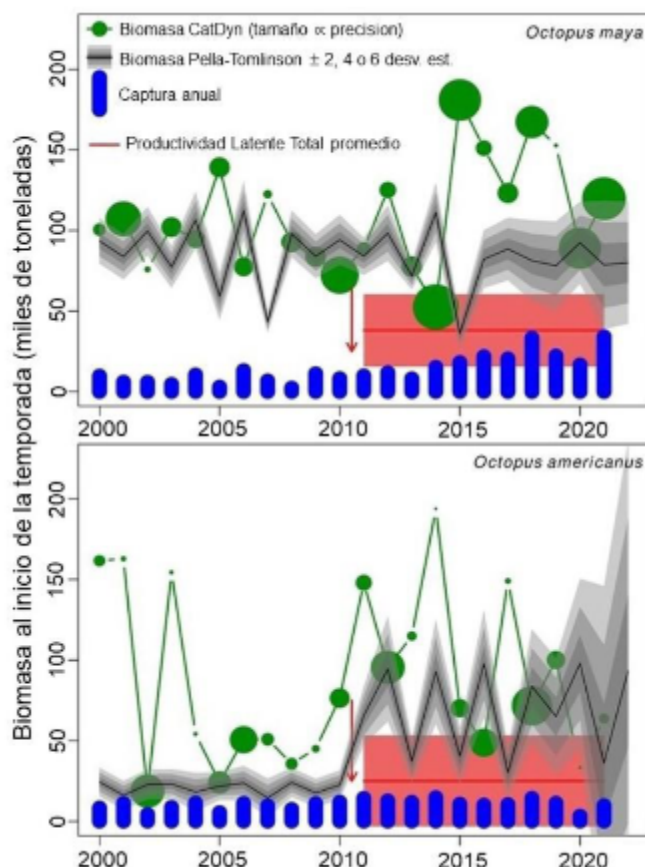 Biomasa CatDyn (tamaño ∝ precision)
Octopus maya
Biomasa Pella-Tomlinson ± 2, 4 o 6 desv. est.
Captura anual
Productividad Latente Total promedio
200
150
100
50
0
2000 2005 2010 2015 2020
Biomasa al inicio de la temporada (miles de toneladas)
Octopus americanus
200
150
100
50
0
2000 2005 2010 2015 2020